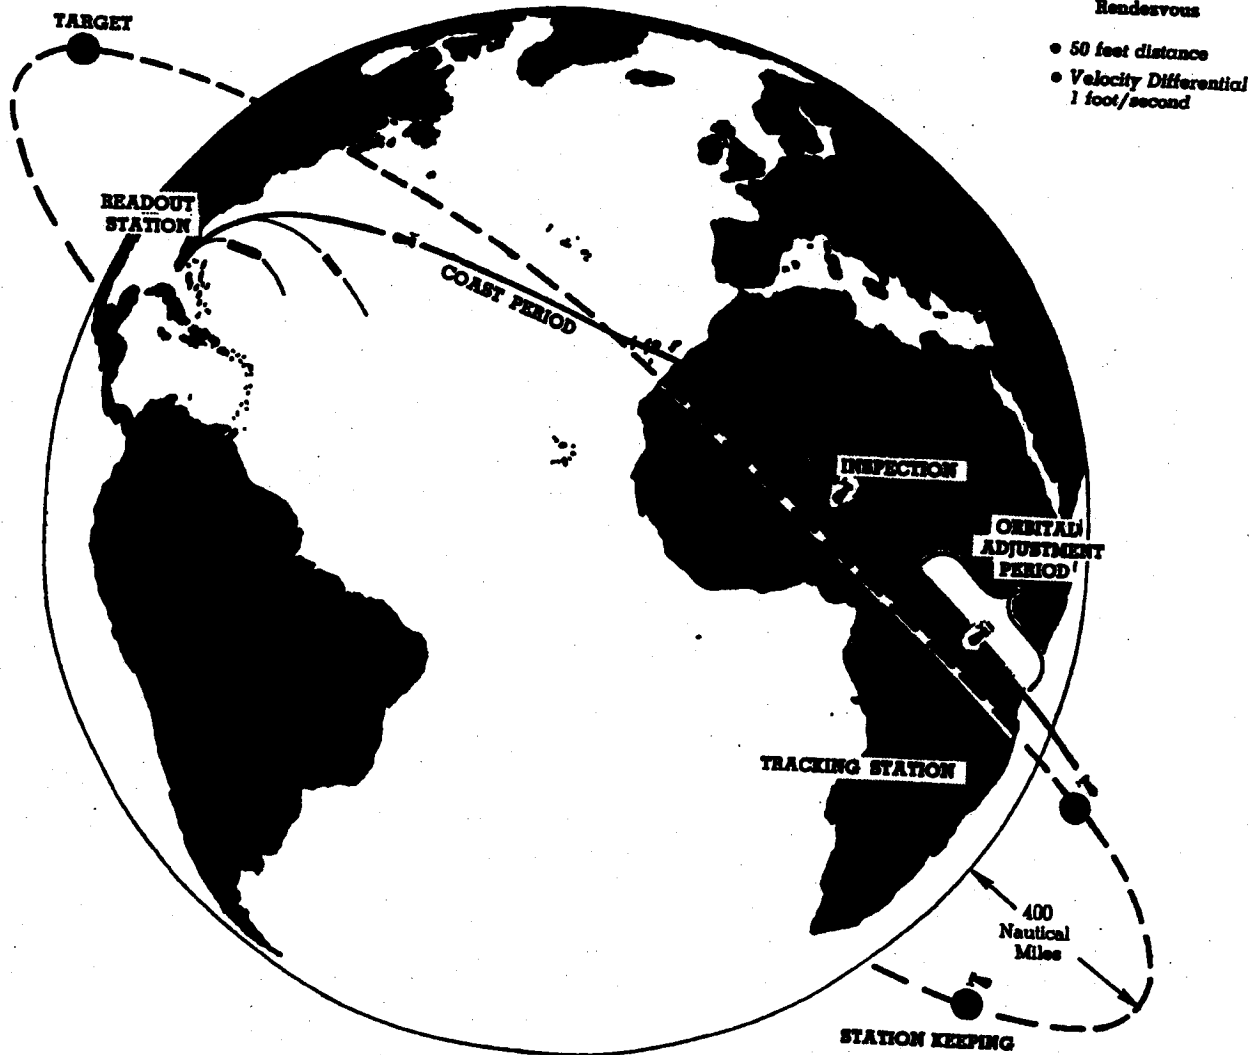 TARGET
Rendezvous
• 50 feet distance
• Velocity Differential
1 foot/second
READOUT
STATION
COAST PERIOD
INSPECTION
ORBITAL
ADJUSTMENT
PERIOD
TRACKING STATION
400
Nautical
Miles
STATION KEEPING